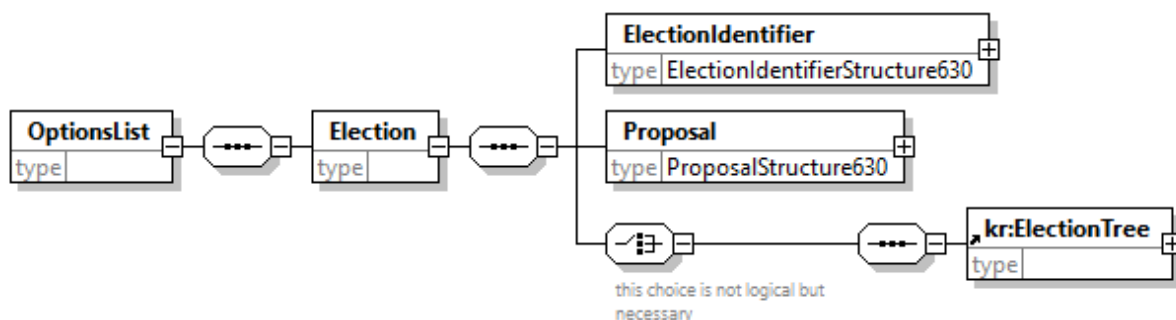 ElectionIdentifier
type ElectionIdentifierStructure630
OptionsList
type
Election
type
Proposal
type ProposalStructure630
kr:ElectionTree
type
this choice is not logical but
necessary